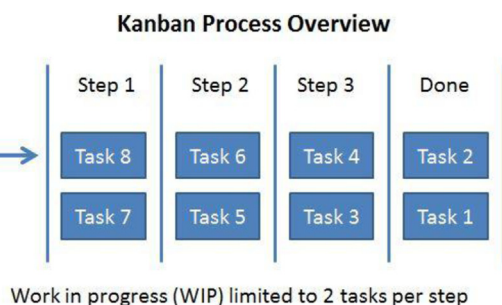 Kanban Process Overview
Step 1 Step 2 Step 3 Done
Task 8 Task 6 Task 4 Task 2
Task 7 Task 5 Task 3 Task 1
Work in progress (WIP) limited to 2 tasks per step